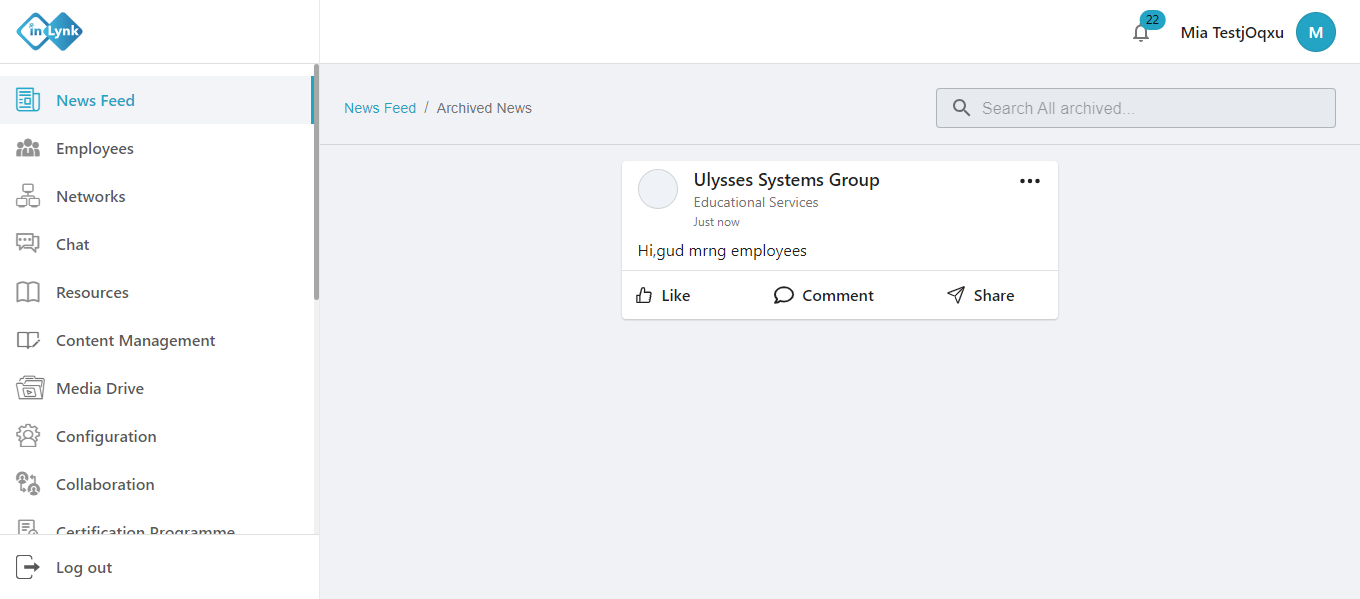 inLynk
22
Mia TestjOqxu
M
News Feed
Employees
Networks
Chat
Resources
Content Management
Media Drive
Configuration
Collaboration
Certification Programme
Log out
News Feed / Archived News
Search All archived...
Ulysses Systems Group
Educational Services
Just now
Hi,gud mrng employees
Like Comment Share